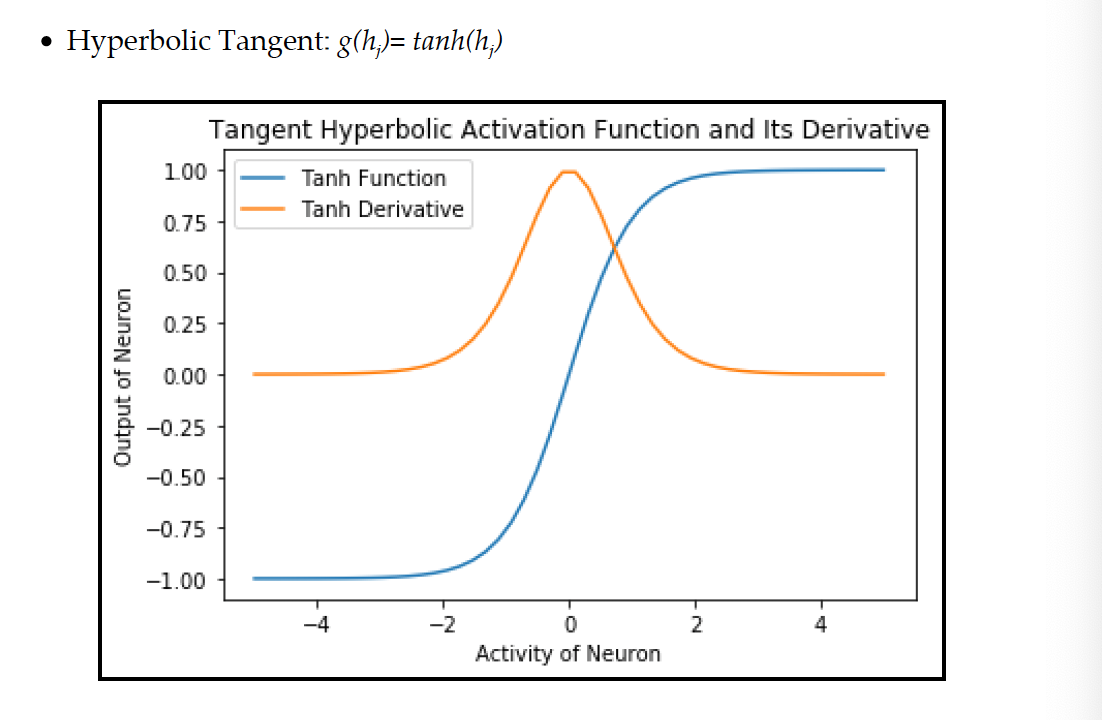 • Hyperbolic Tangent: g(hj)= tanh(hj)
Tangent Hyperbolic Activation Function and Its Derivative
Tanh Function
Tanh Derivative
1.00
0.75
0.50
0.25
0.00
−0.25
−0.50
−0.75
−1.00
Output of Neuron
−4 −2 0 2 4
Activity of Neuron